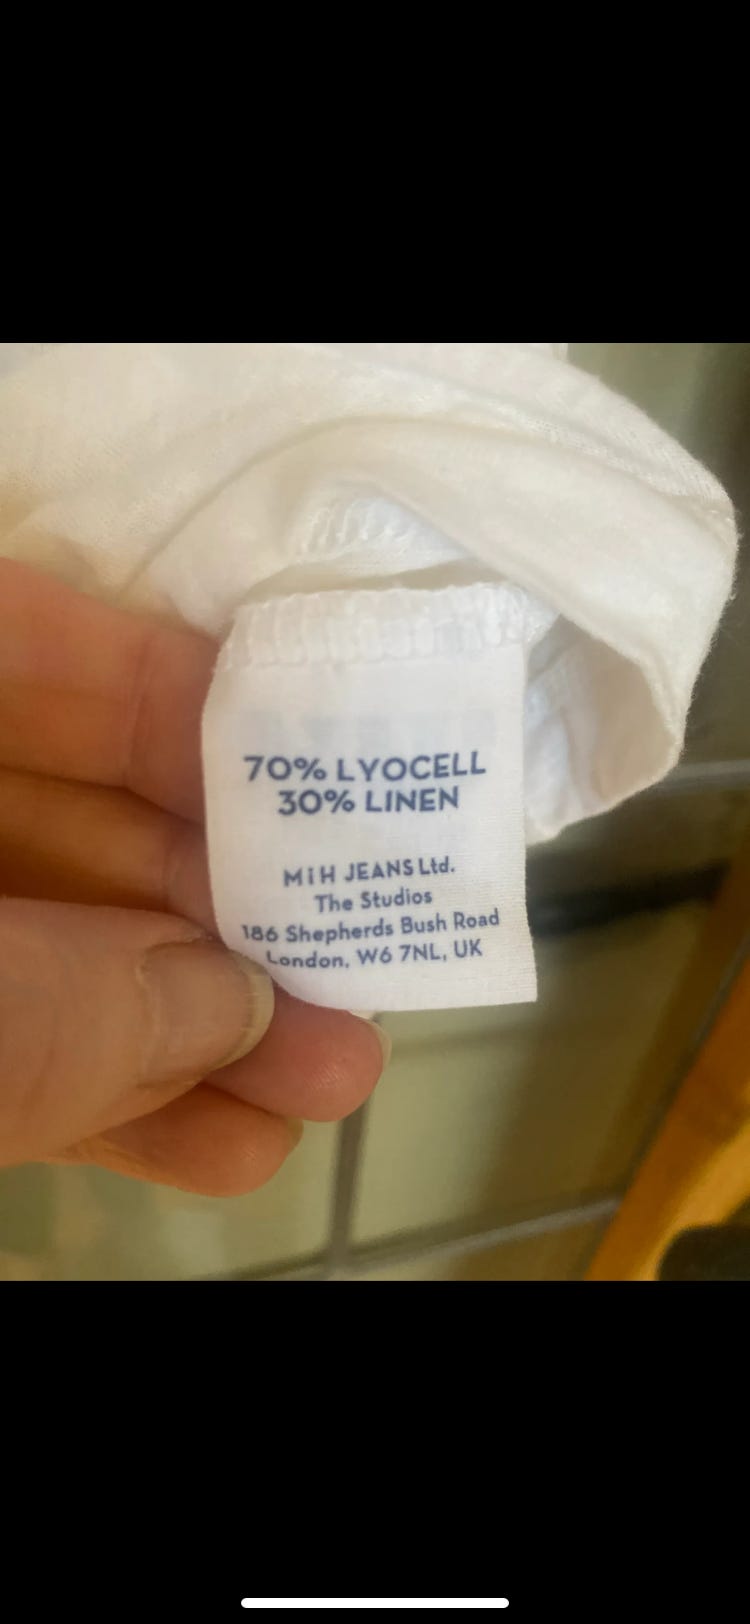 70% LYOCELL
30% LINEN
MiH JEANS Ltd.
The Studios
186 Shepherds Bush Road
London, W6 7NL, UK